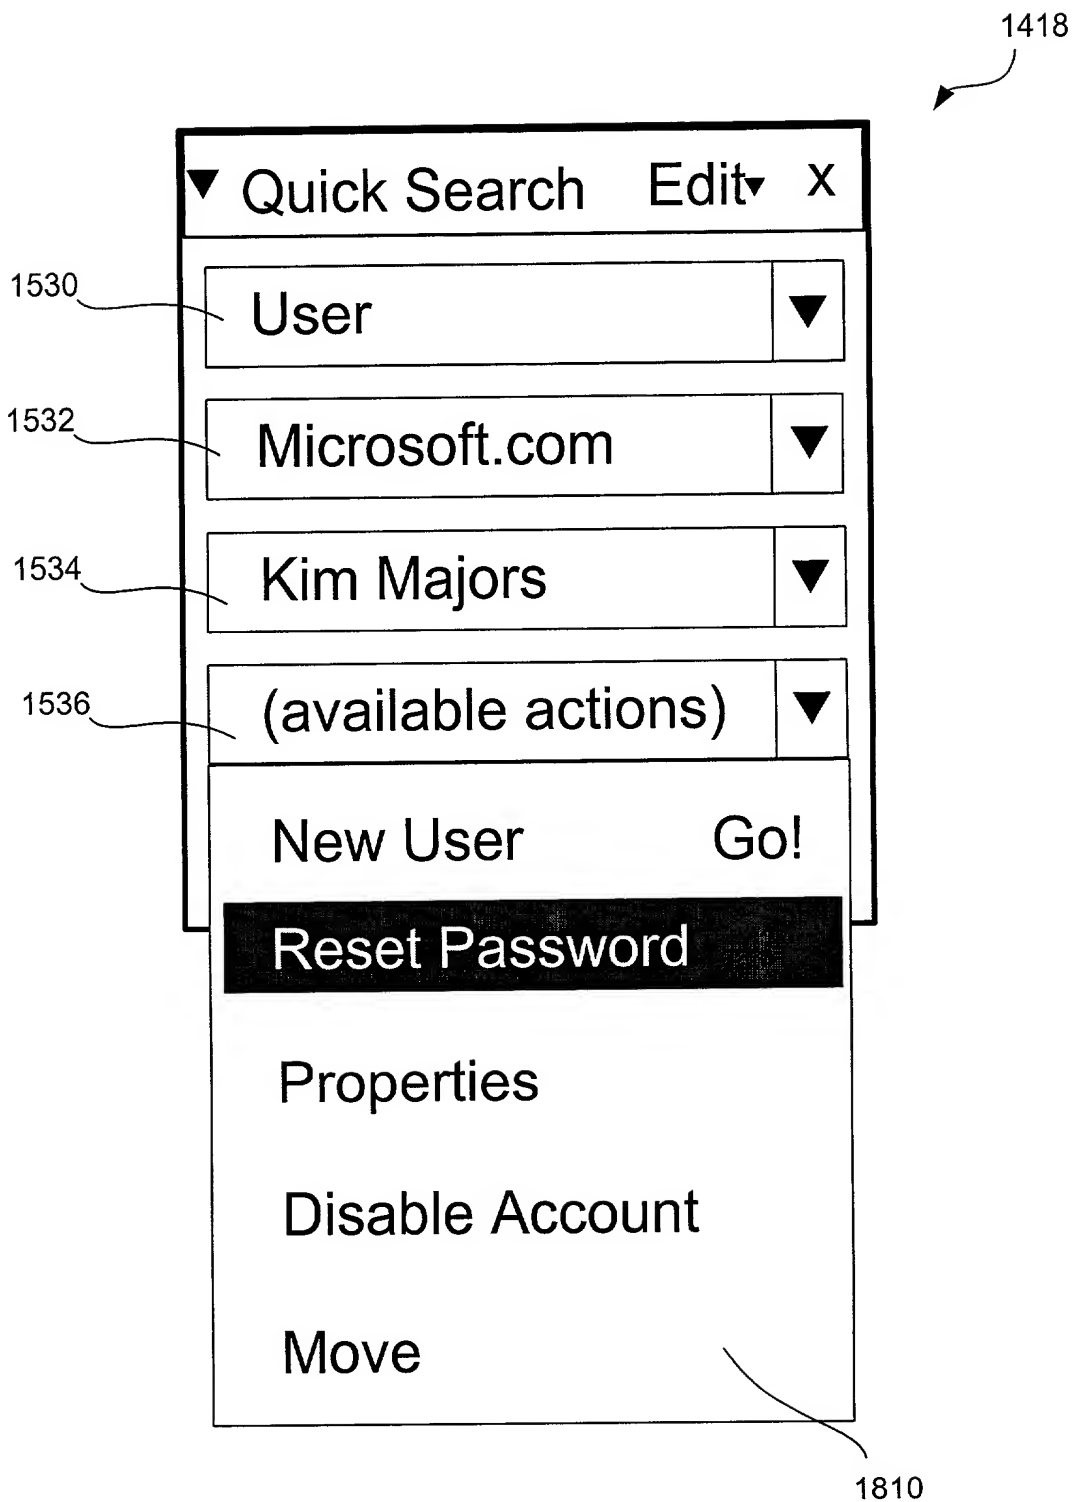 1418
Quick Search Edit x
1530 User
1532 Microsoft.com
1534 Kim Majors
1536 (available actions)
New User Go!
Reset Password
Properties
Disable Account
Move
1810